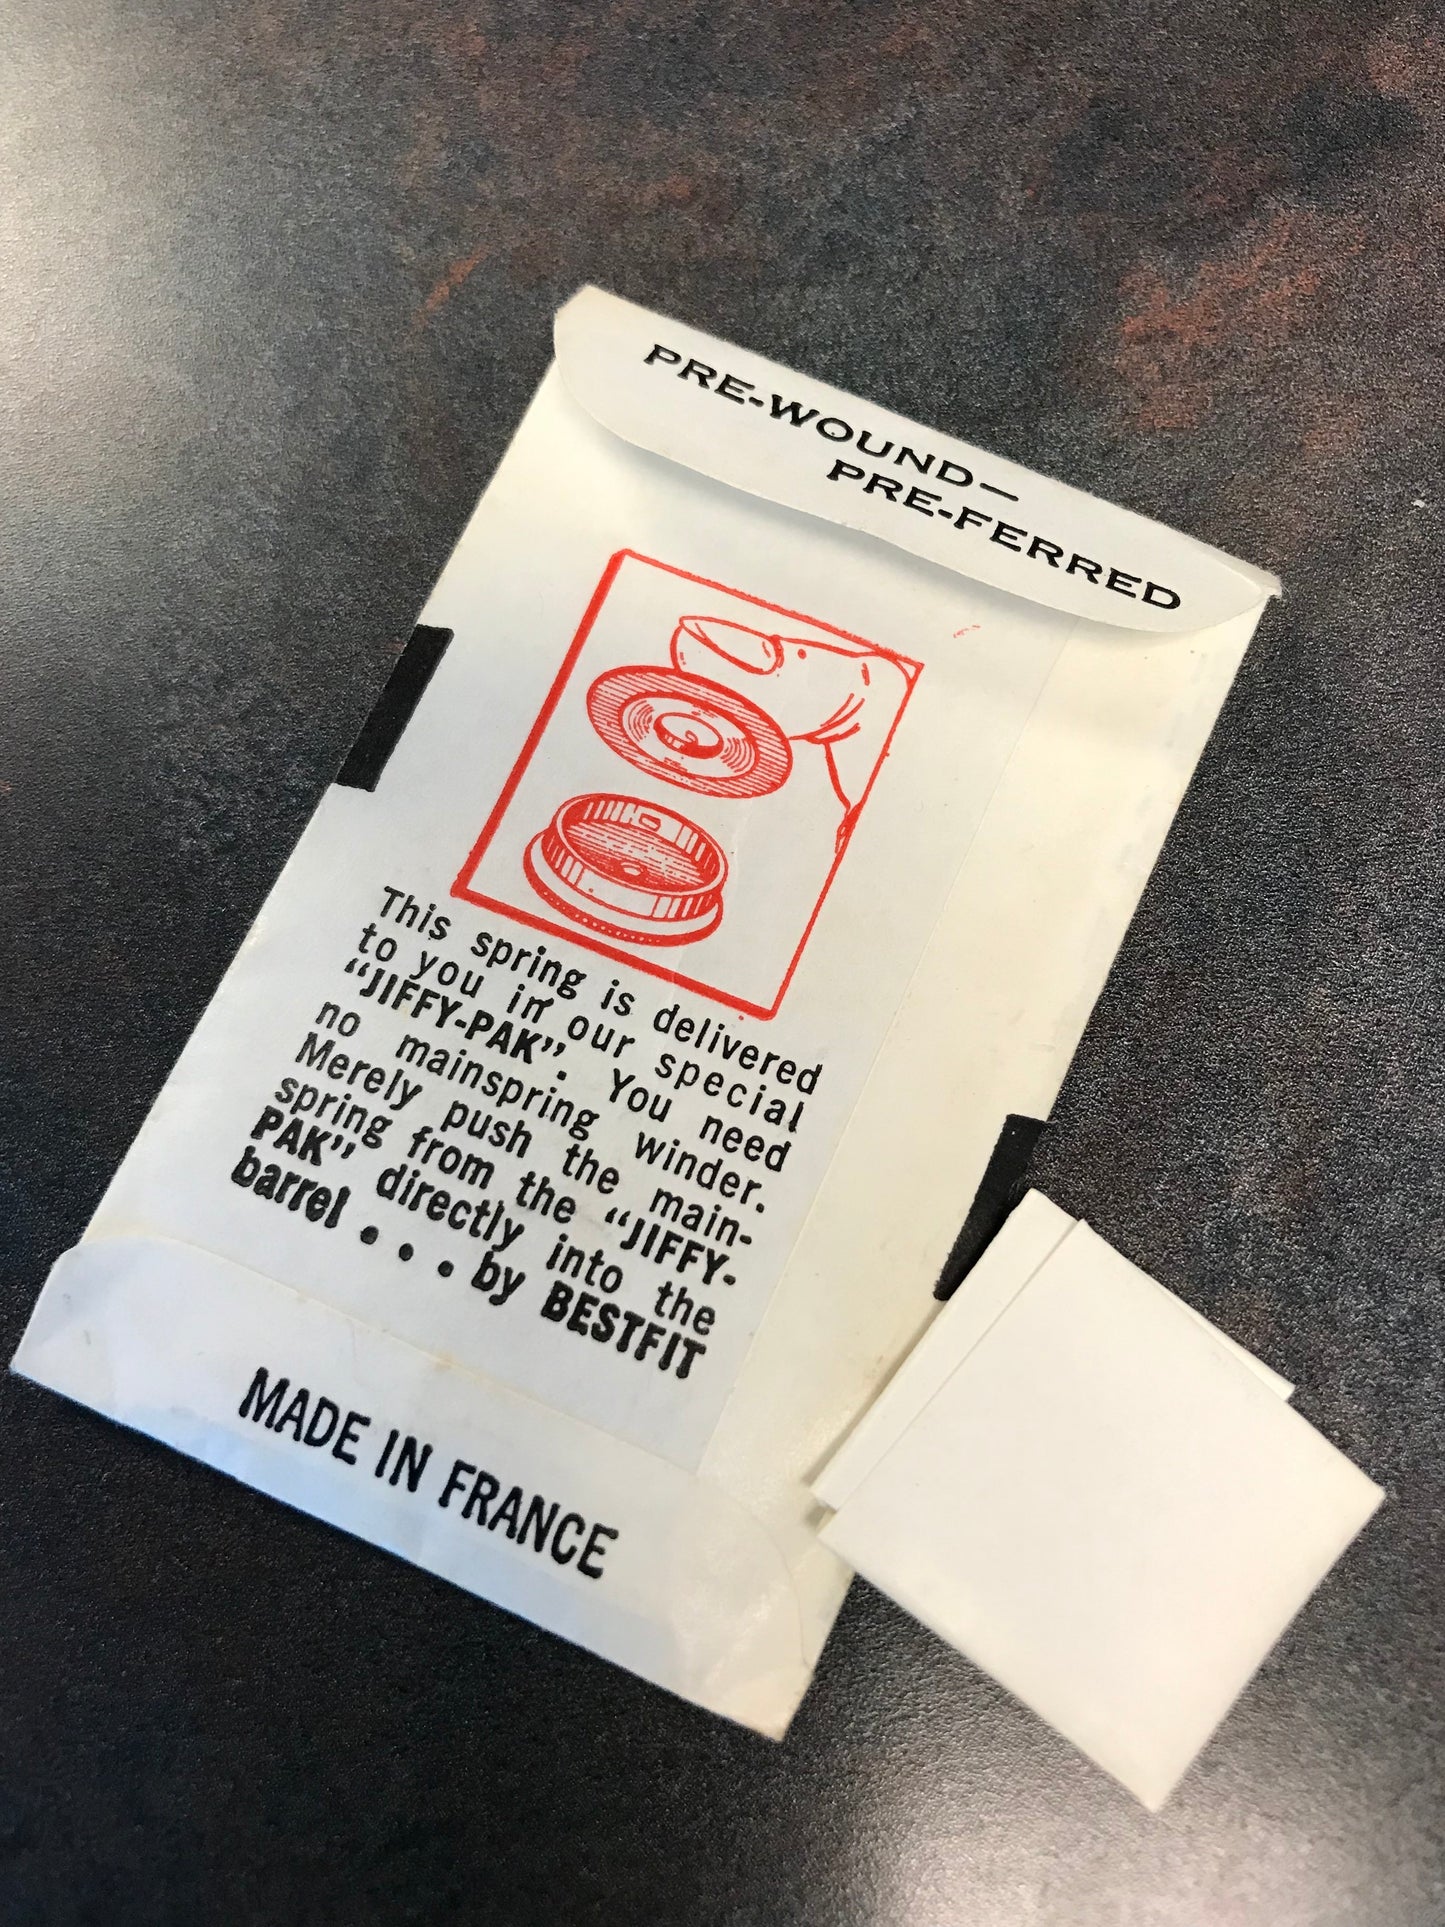 PRE-WOUND—
PRE-FERRED
This spring is delivered
to you in our special
“JIFFY-PAK”. You need
no mainspring winder.
Merely push the main-
spring from the “JIFFY-
PAK” directly into the
barrel . . . by BESTFIT
MADE IN FRANCE